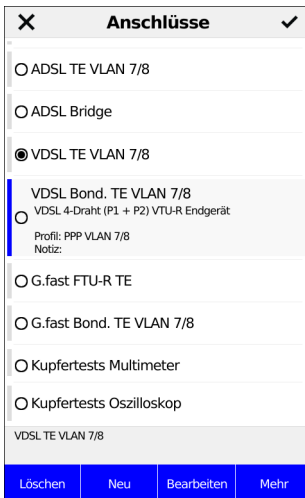 Anschlüsse
ADSL TE VLAN 7/8
ADSL Bridge
VDSL TE VLAN 7/8
VDSL Bond. TE VLAN 7/8
VDSL 4-Draht (P1 + P2) VTU-R Endgerät
Profil: PPP VLAN 7/8
Notiz:
G.fast FTU-R TE
G.fast Bond. TE VLAN 7/8
Kupfertests Multimeter
Kupfertests Oszilloskop
VDSL TE VLAN 7/8
Löschen Neu Bearbeiten Mehr